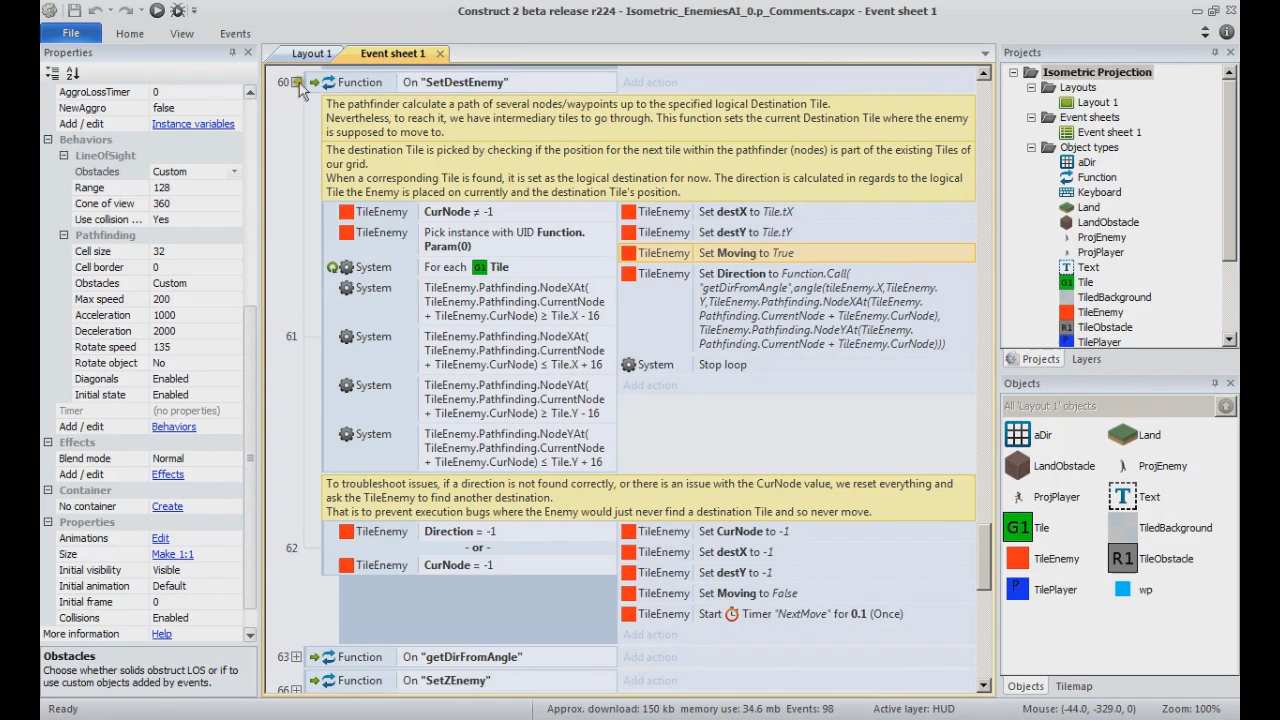 Construct 2 beta release r224 - Isometric_EnemiesAI_0.p_Comments.capx - Event sheet 1
File Home View Events
Properties
AggroLossTimer 0
NewAggro false
Add / edit Instance variables
Behaviors
LineOfSight
Obstacles Custom
Range 128
Cone of view 360
Use collision ... Yes
Pathfinding
Cell size 32
Cell border 0
Obstacles Custom
Max speed 200
Acceleration 1000
Deceleration 2000
Rotate speed 135
Rotate object No
Diagonals Enabled
Initial state Enabled
Timer (no properties)
Add / edit Behaviors
Effects
Blend mode Normal
Add / edit Effects
Container
No container Create
Properties
Animations Edit
Size Make 1:1
Initial visibility Visible
Initial animation Default
Initial frame 0
Collisions Enabled
More information Help
Obstacles
Choose whether solids obstruct LOS or if to
use custom objects added by events.
Layout 1 Event sheet 1
60 Function On "SetDestEnemy" Add action
The pathfinder calculate a path of several nodes/waypoints up to the specified logical Destination Tile.
Nevertheless, to reach it, we have intermediary tiles to go through. This function sets the current Destination Tile where the enemy
is supposed to move to.
The destination Tile is picked by checking if the position for the next tile within the pathfinder (nodes) is part of the existing Tiles of
our grid.
When a corresponding Tile is found, it is set as the logical destination for now. The direction is calculated in regards to the logical
Tile the Enemy is placed on currently and the destination Tile's position.
61
TileEnemy CurNode ≠ -1
TileEnemy Pick instance with UID Function.
Param(0)
System For each G1 Tile
System TileEnemy.Pathfinding.NodeXAt(
TileEnemy.Pathfinding.CurrentNode
+ TileEnemy.CurNode) ≥ Tile.X - 16
System TileEnemy.Pathfinding.NodeXAt(
TileEnemy.Pathfinding.CurrentNode
+ TileEnemy.CurNode) ≤ Tile.X + 16
System TileEnemy.Pathfinding.NodeYAt(
TileEnemy.Pathfinding.CurrentNode
+ TileEnemy.CurNode) ≥ Tile.Y - 16
System TileEnemy.Pathfinding.NodeYAt(
TileEnemy.Pathfinding.CurrentNode
+ TileEnemy.CurNode) ≤ Tile.Y + 16
TileEnemy Set destX to Tile.tX
TileEnemy Set destY to Tile.tY
TileEnemy Set Moving to True
TileEnemy Set Direction to Function.Call(
"getDirFromAngle",angle(tileEnemy.X,TileEnemy.
Y,TileEnemy.Pathfinding.NodeXAt(TileEnemy.
Pathfinding.CurrentNode + TileEnemy.CurNode),
TileEnemy.Pathfinding.NodeYAt(TileEnemy.
Pathfinding.CurrentNode + TileEnemy.CurNode)))
System Stop loop
Add action
To troubleshoot issues, if a direction is not found correctly, or there is an issue with the CurNode value, we reset everything and
ask the TileEnemy to find another destination.
That is to prevent execution bugs where the Enemy would just never find a destination Tile and so never move.
62
TileEnemy Direction = -1
- or -
TileEnemy CurNode = -1
TileEnemy Set CurNode to -1
TileEnemy Set destX to -1
TileEnemy Set destY to -1
TileEnemy Set Moving to False
TileEnemy Start Timer "NextMove" for 0.1 (Once)
Add action
63 Function On "getDirFromAngle" Add action
66 Function On "SetZEnemy" Add action
Projects
Isometric Projection
Layouts
Layout 1
Event sheets
Event sheet 1
Object types
aDir
Function
Keyboard
Land
LandObstacle
ProjEnemy
ProjPlayer
T Text
G1 Tile
TiledBackground
TileEnemy
R1 TileObstacle
P TilePlayer
Projects Layers
Objects
All 'Layout 1' objects
aDir Land
LandObstacle ProjEnemy
ProjPlayer T Text
G1 Tile TiledBackground
TileEnemy R1 TileObstacle
P TilePlayer wp
Objects Tilemap
Ready Approx. download: 150 kb memory use: 34.6 mb Events: 98 Active layer: HUD Mouse: (-44.0, -329.0, 0) Zoom: 100%